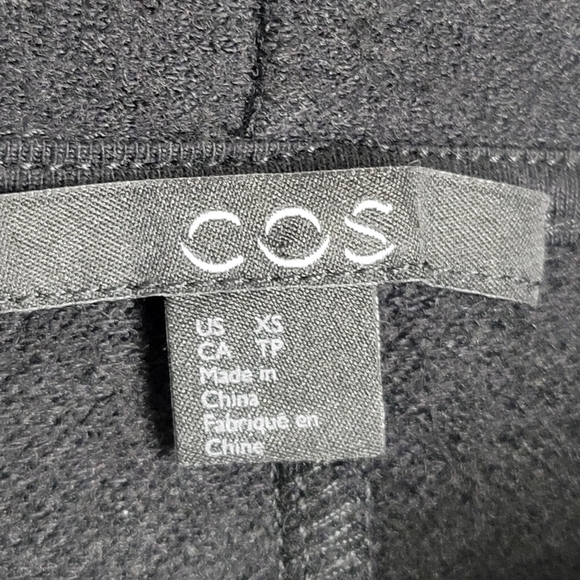 COS
US XS
CA TP
Made in
China
Fabriqué en
Chine